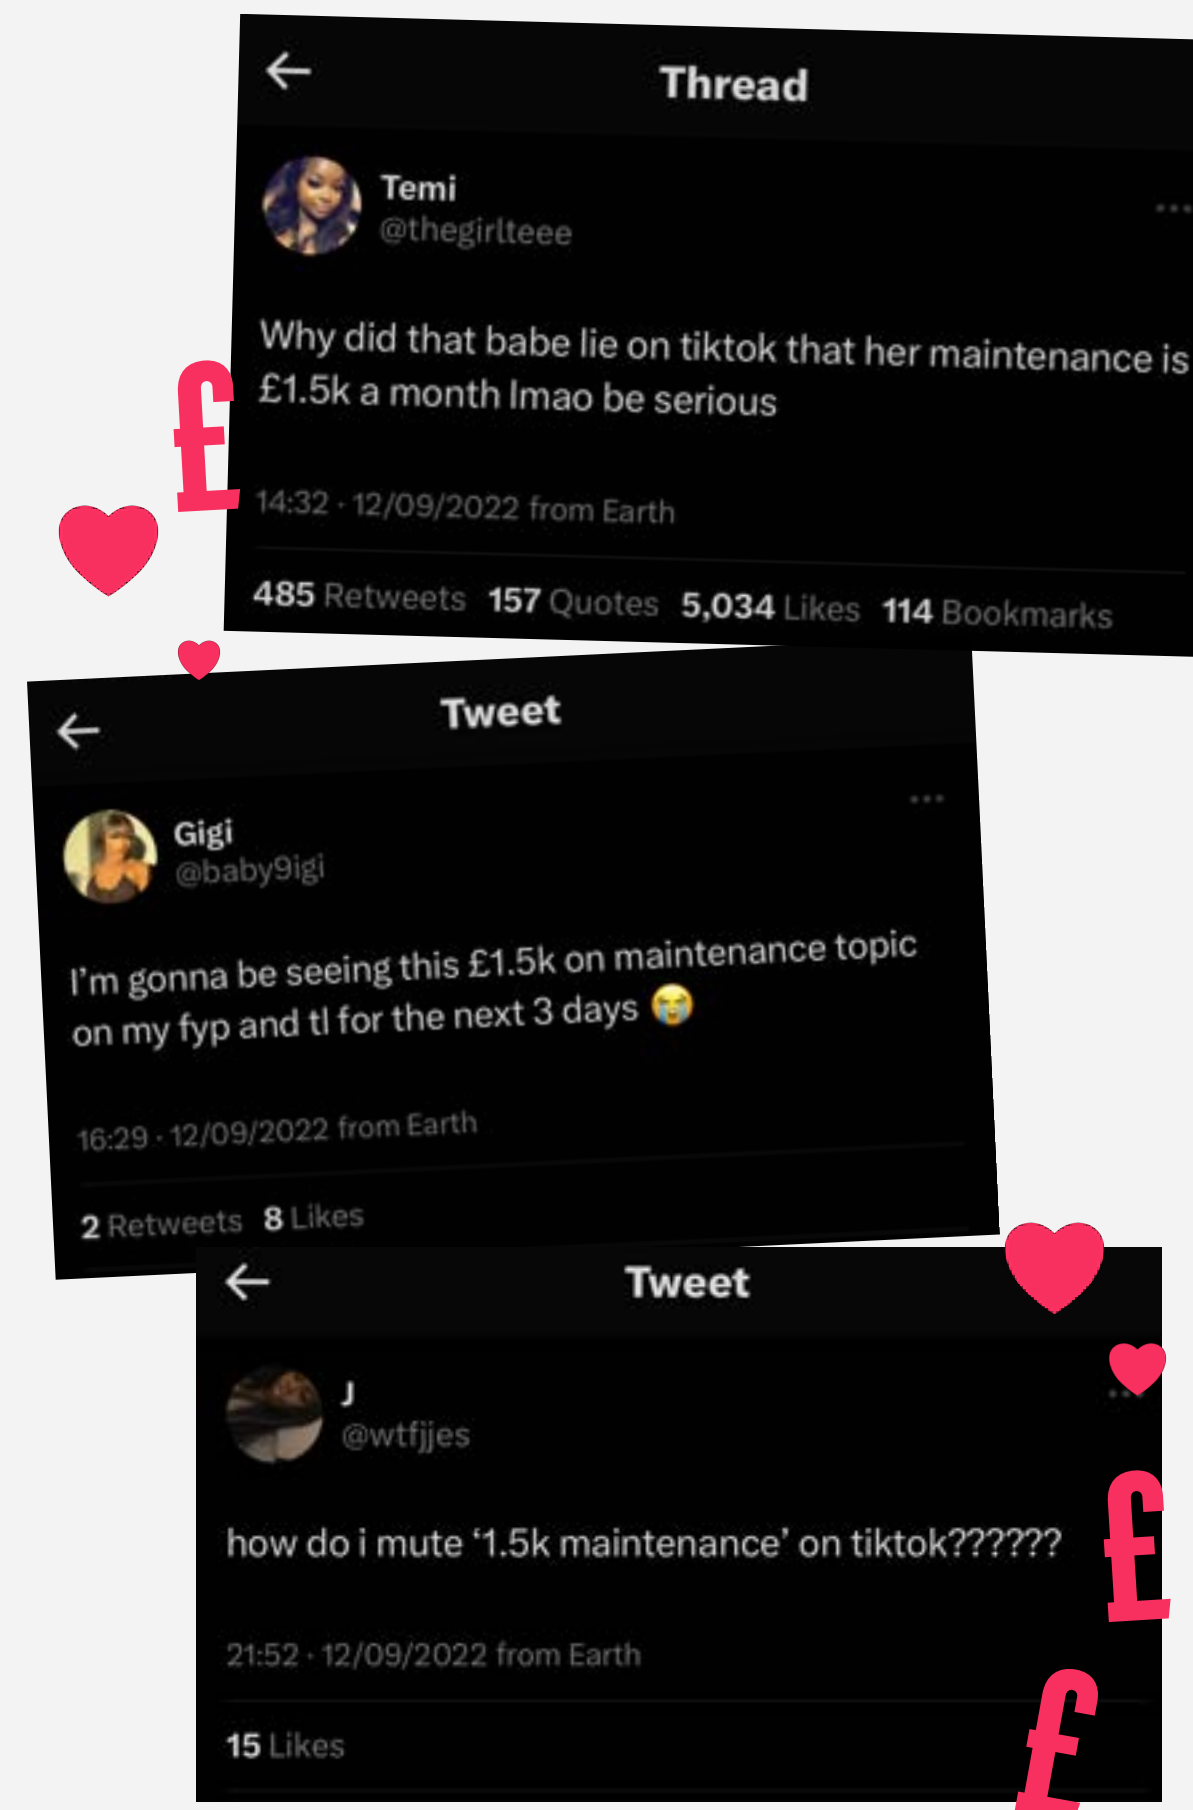 Thread
Temi
@thegirlteee
Why did that babe lie on tiktok that her maintenance is
£1.5k a month lmao be serious
14:32 · 12/09/2022 from Earth
485 Retweets 157 Quotes 5,034 Likes 114 Bookmarks
£
Tweet
Gigi
@baby9igi
I'm gonna be seeing this £1.5k on maintenance topic
on my fyp and tl for the next 3 days 😭
16:29 · 12/09/2022 from Earth
2 Retweets 8 Likes
Tweet
J
@wtfjjes
how do i mute ‘1.5k maintenance’ on tiktok??????
21:52 · 12/09/2022 from Earth
15 Likes
£
£